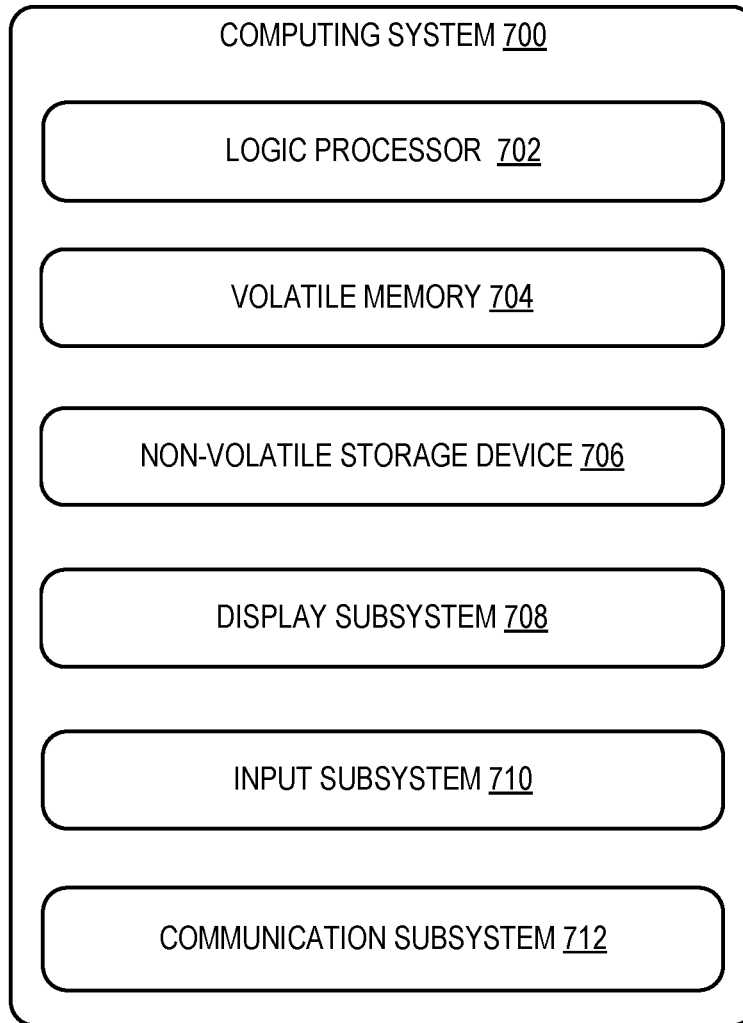 COMPUTING SYSTEM 700
LOGIC PROCESSOR 702
VOLATILE MEMORY 704
NON-VOLATILE STORAGE DEVICE 706
DISPLAY SUBSYSTEM 708
INPUT SUBSYSTEM 710
COMMUNICATION SUBSYSTEM 712